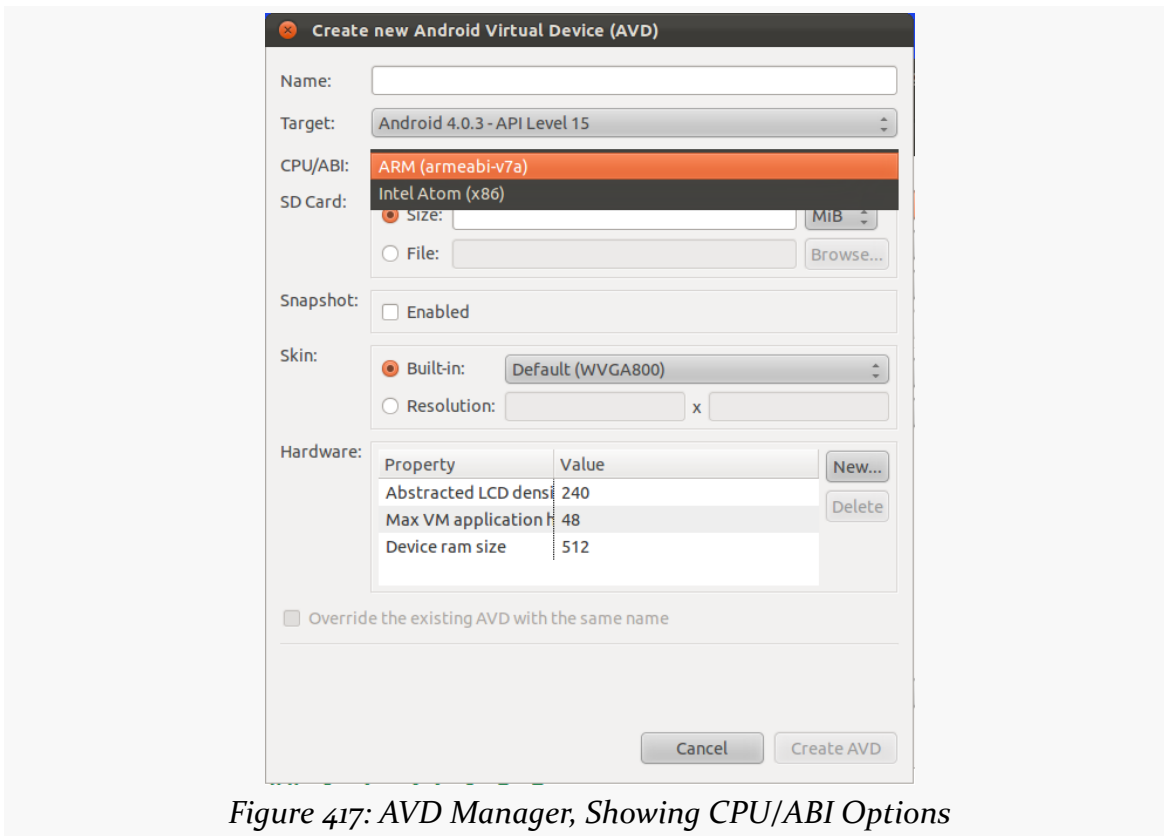 Create new Android Virtual Device (AVD)
Name:
Target: Android 4.0.3 - API Level 15
CPU/ABI: ARM (armeabi-v7a)
Intel Atom (x86)
SD Card:
Size: MiB
File: Browse...
Snapshot: Enabled
Skin:
Built-in: Default (WVGA800)
Resolution: x
Hardware:
Property Value New...
Abstracted LCD densi 240
Delete
Max VM application h 48
Device ram size 512
Override the existing AVD with the same name
Cancel Create AVD
Figure 417: AVD Manager, Showing CPU/ABI Options